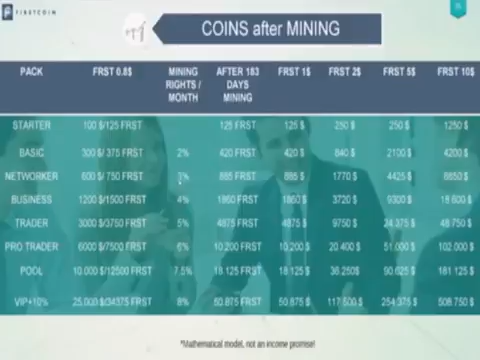 FIRSTCOIN
COINS after MINING
PACK FRST 0.8$ MINING RIGHTS / MONTH AFTER 183 DAYS MINING FRST 1$ FRST 2$ FRST 5$ FRST 10$
STARTER 100 $/125 FRST 125 FRST 125 $ 250 $ 250 $ 1250 $
BASIC 300 $/ 375 FRST 2% 420 FRST 420 $ 840 $ 2100 $ 4200 $
NETWORKER 600 $/ 750 FRST 3% 885 FRST 885 $ 1770 $ 4425 $ 8850 $
BUSINESS 1200 $/1500 FRST 4% 1860 FRST 1860 $ 3720 $ 9300 $ 18 600 $
TRADER 3000 $/3750 FRST 5% 4875 FRST 4875 $ 9750 $ 24 375 $ 48 750 $
PRO TRADER 6000 $/7500 FRST 6% 10.200 FRST 10.200 $ 20 400 $ 51.000 $ 102.000 $
POOL 10.000 $/12500 FRST 7,5% 18.125 FRST 18.125 $ 36.250$ 90.625 $ 181.125 $
VIP+10% 25.000 $/34375 FRST 8% 50.875 FRST 50.875 $ 117.500 $ 254.375 $ 508.750 $
*Mathematical model, not an income promise!